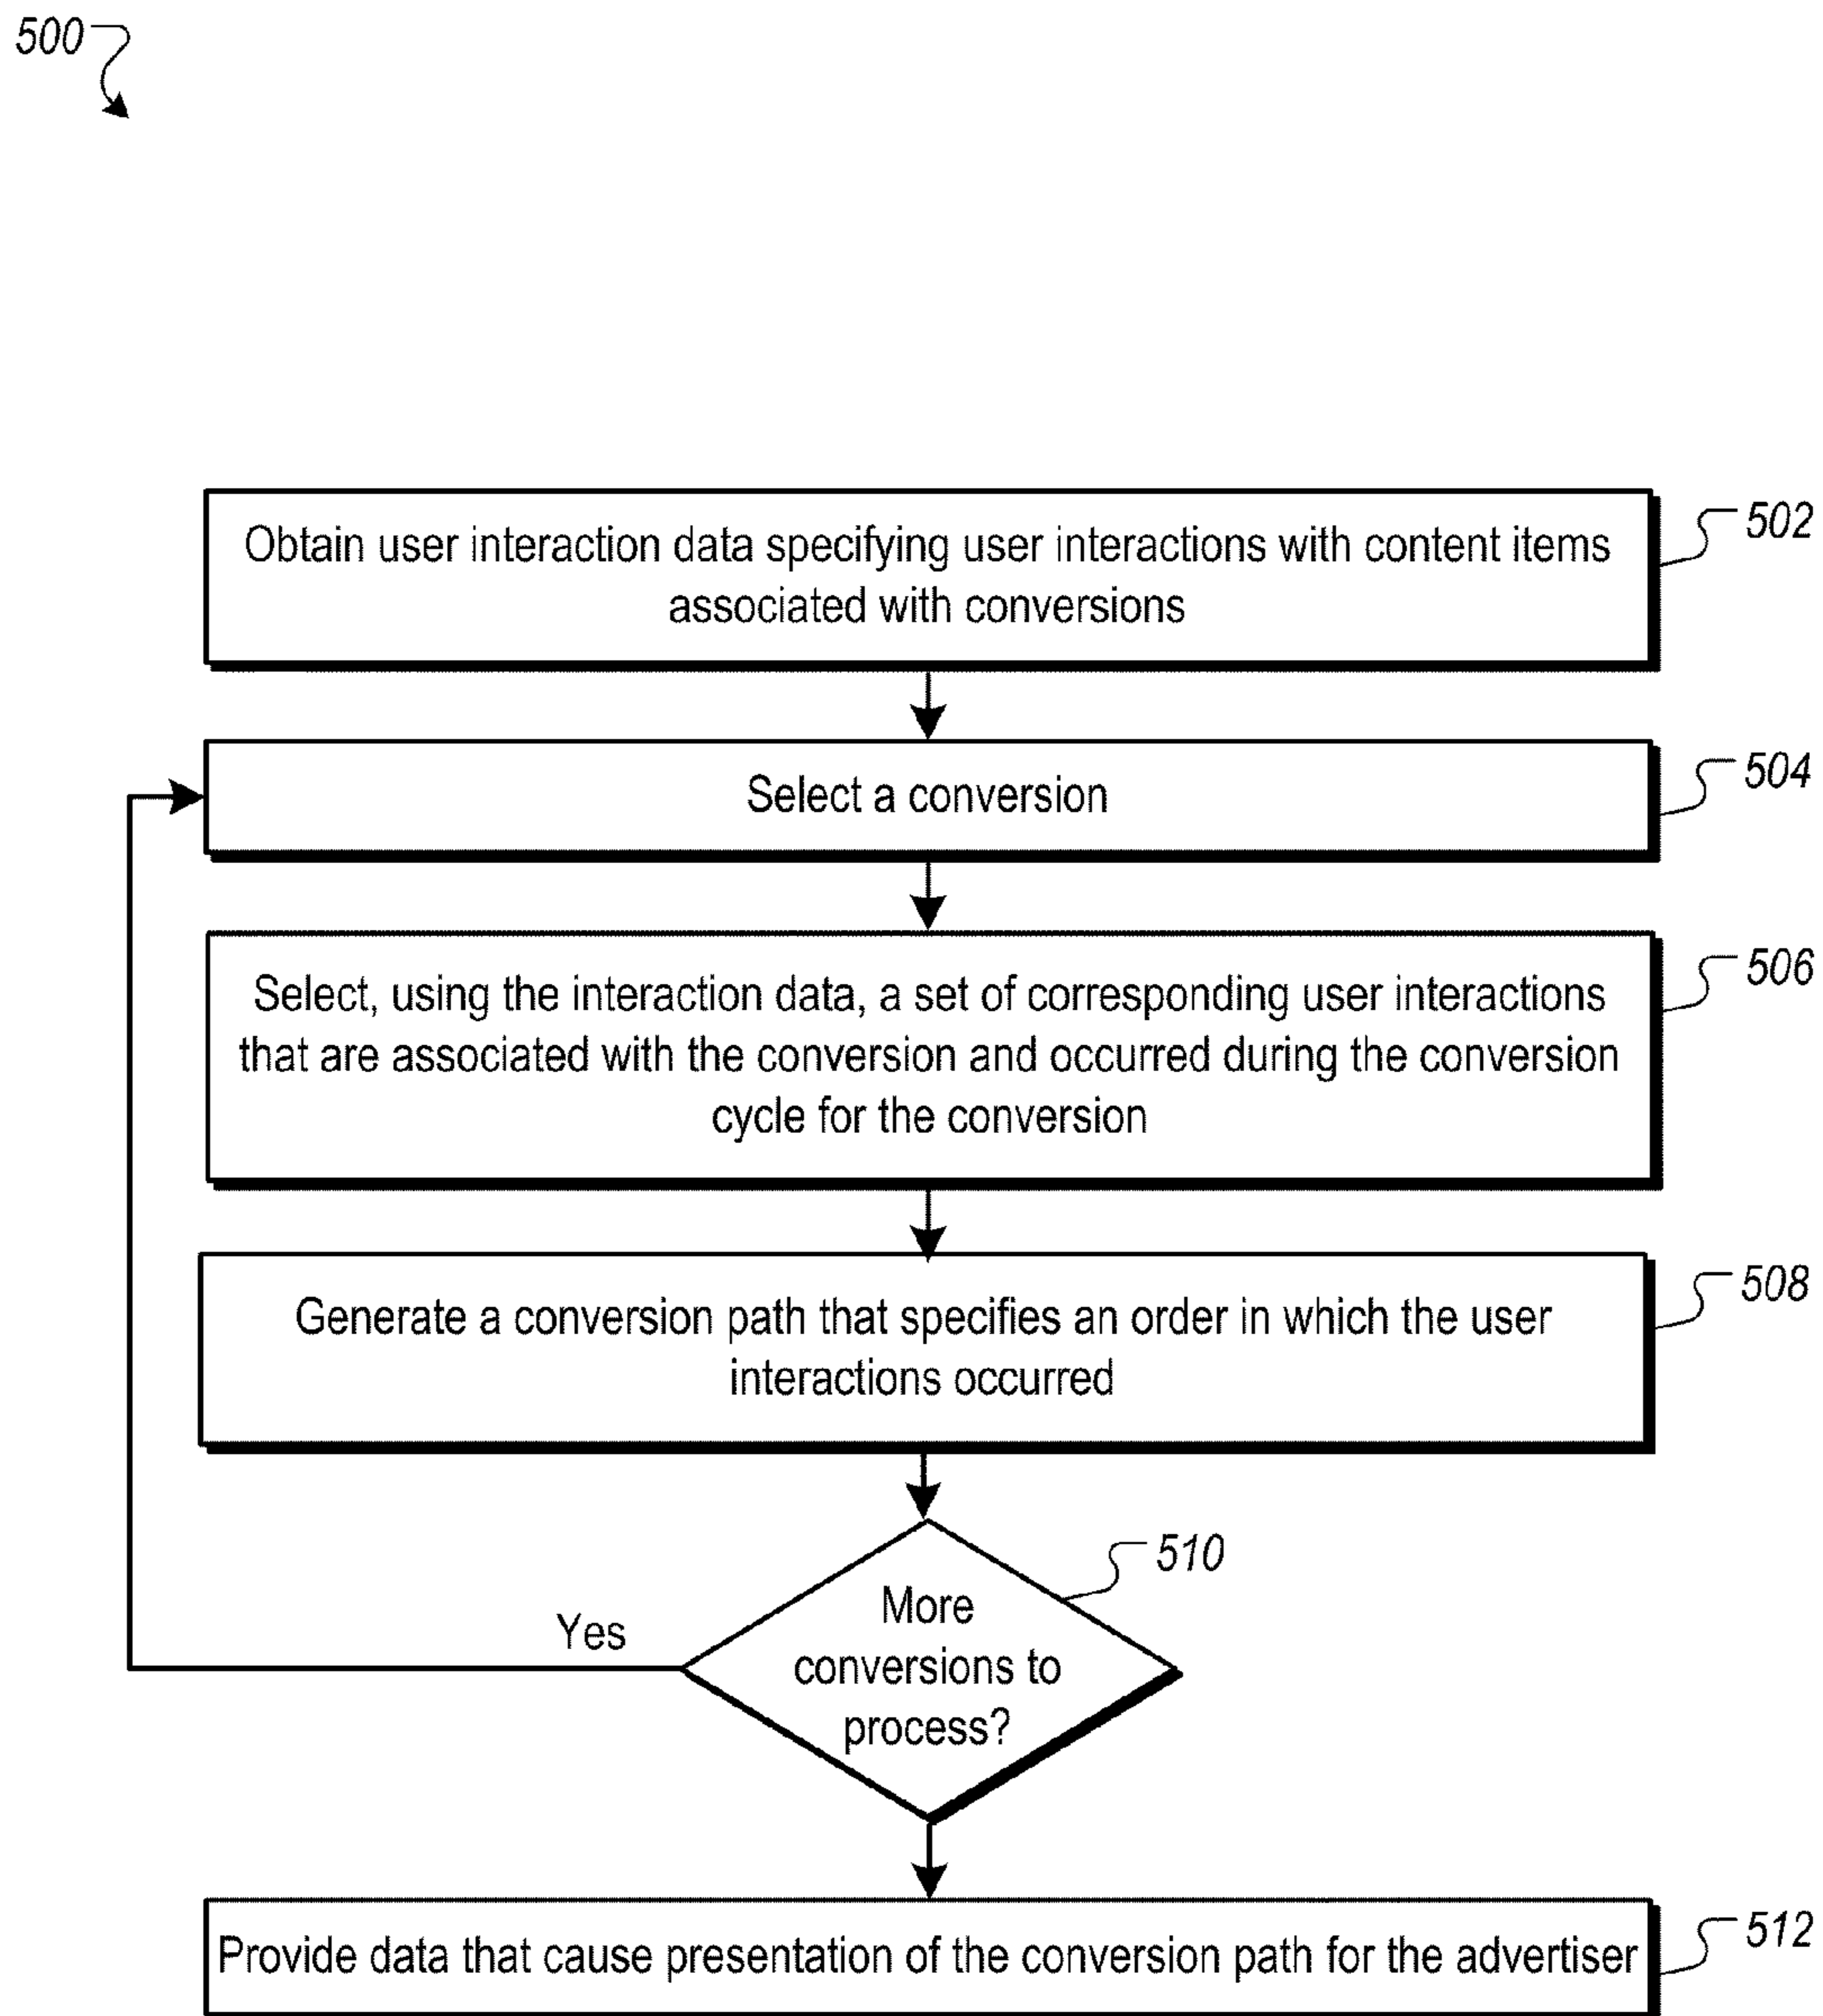 500
Obtain user interaction data specifying user interactions with content items
associated with conversions
502
Select a conversion
504
Select, using the interaction data, a set of corresponding user interactions
that are associated with the conversion and occurred during the conversion
cycle for the conversion
506
Generate a conversion path that specifies an order in which the user
interactions occurred
508
More
conversions to
process?
510
Yes
Provide data that cause presentation of the conversion path for the advertiser
512